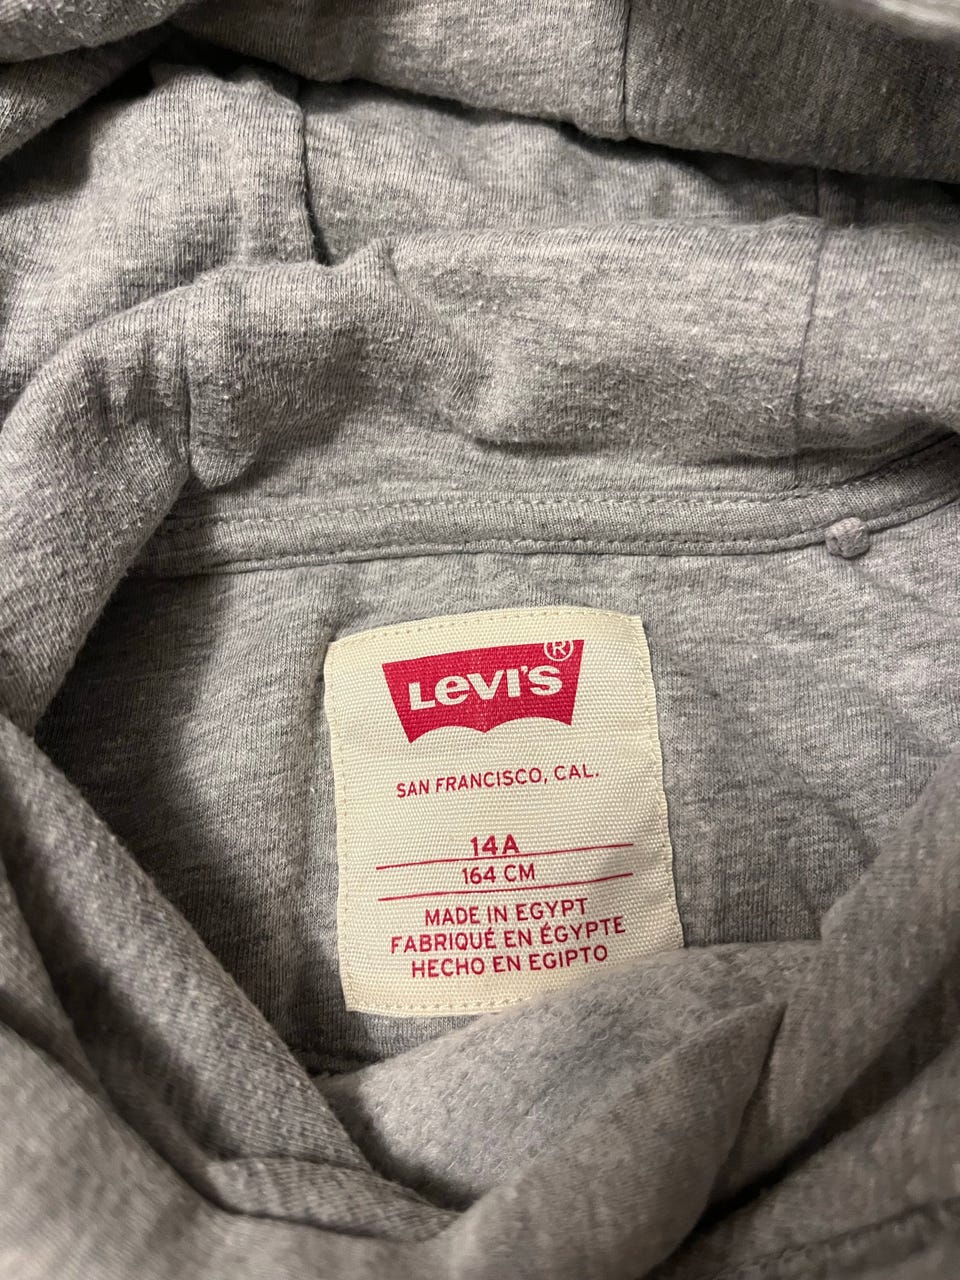 Levi's®
SAN FRANCISCO, CAL.
14A
164 CM
MADE IN EGYPT
FABRIQUÉ EN ÉGYPTE
HECHO EN EGIPTO